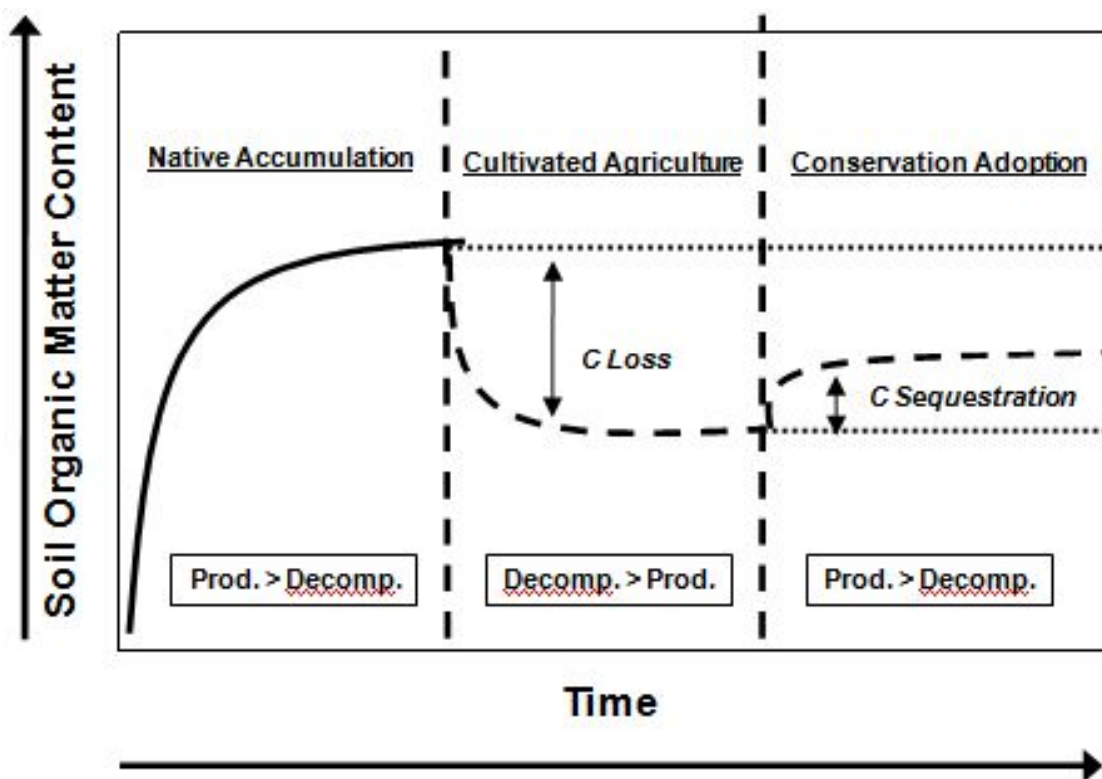 Soil Organic Matter Content
Native Accumulation
Cultivated Agriculture
Conservation Adoption
C Loss
C Sequestration
Prod. > Decomp.
Decomp. > Prod.
Prod. > Decomp.
Time